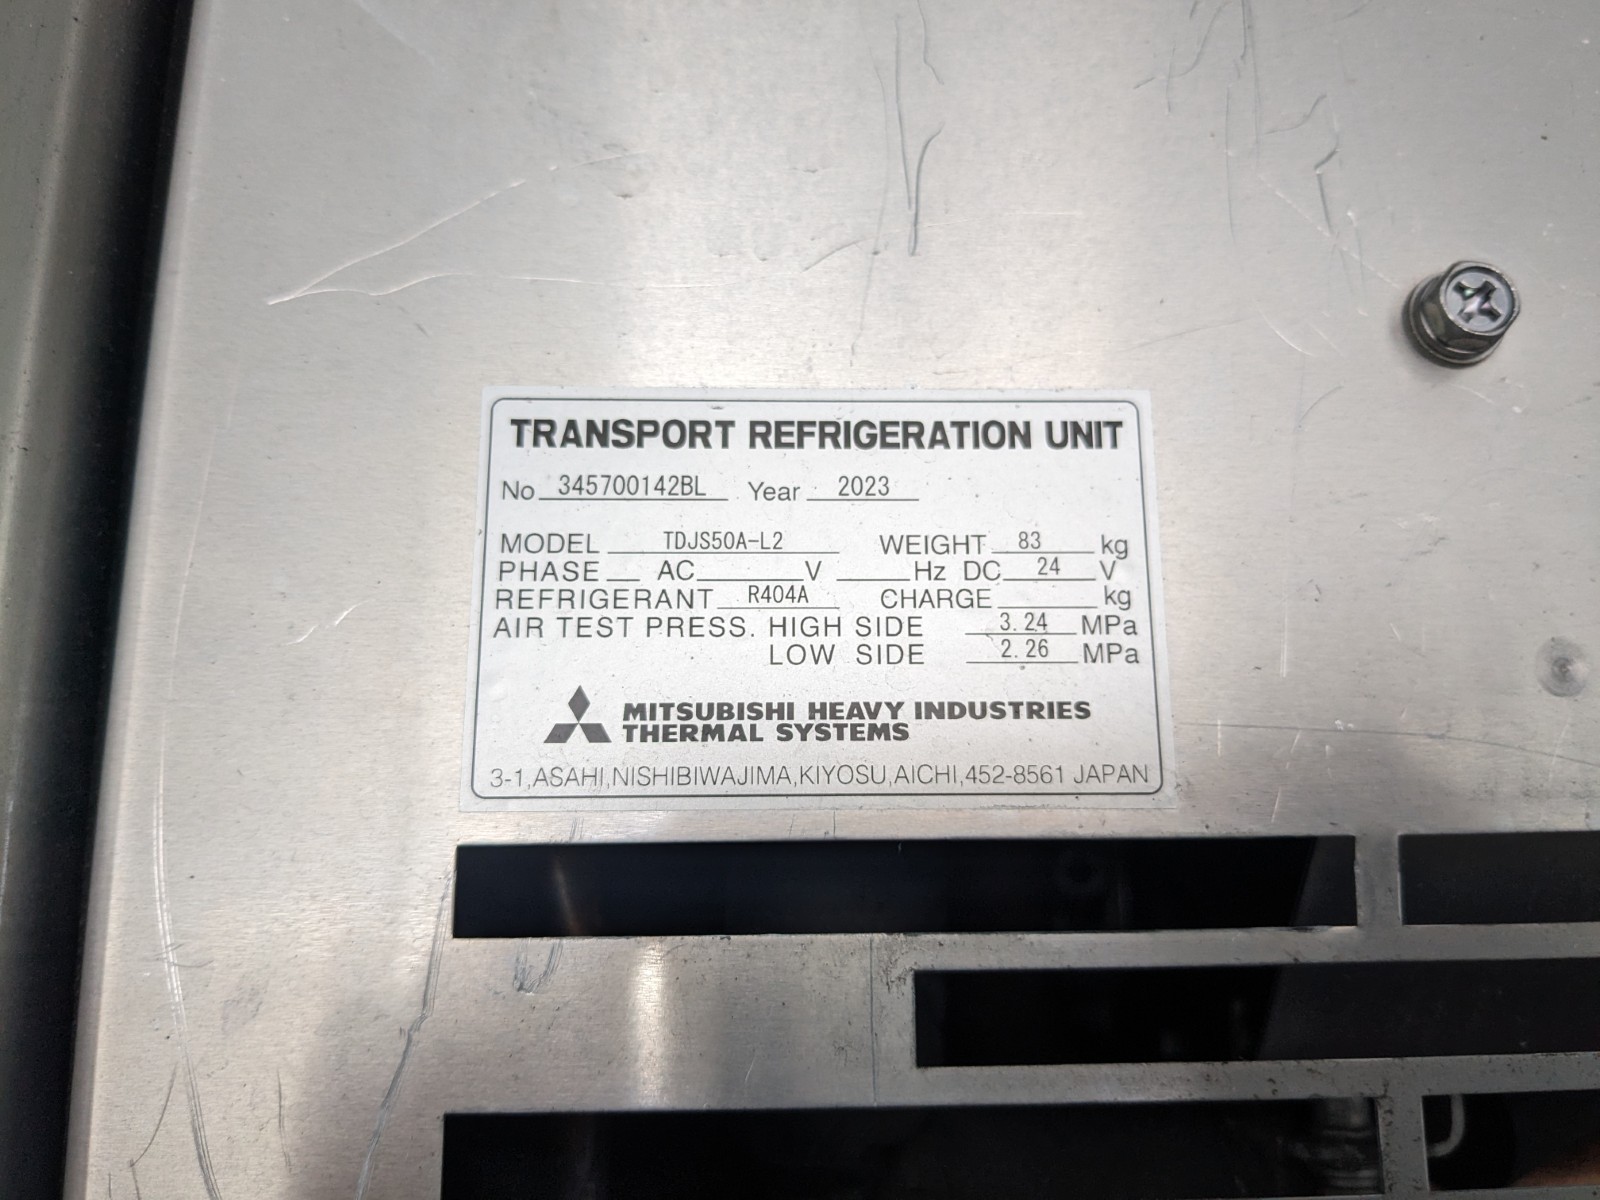 TRANSPORT REFRIGERATION UNIT
No 345700142BL Year 2023
MODEL TDJS50A-L2 WEIGHT 83 kg
PHASE AC V Hz DC 24 V
REFRIGERANT R404A CHARGE kg
AIR TEST PRESS. HIGH SIDE 3.24 MPa
LOW SIDE 2.26 MPa
MITSUBISHI HEAVY INDUSTRIES
THERMAL SYSTEMS
3-1,ASAHI,NISHIBIWAJIMA,KIYOSU,AICHI,452-8561 JAPAN